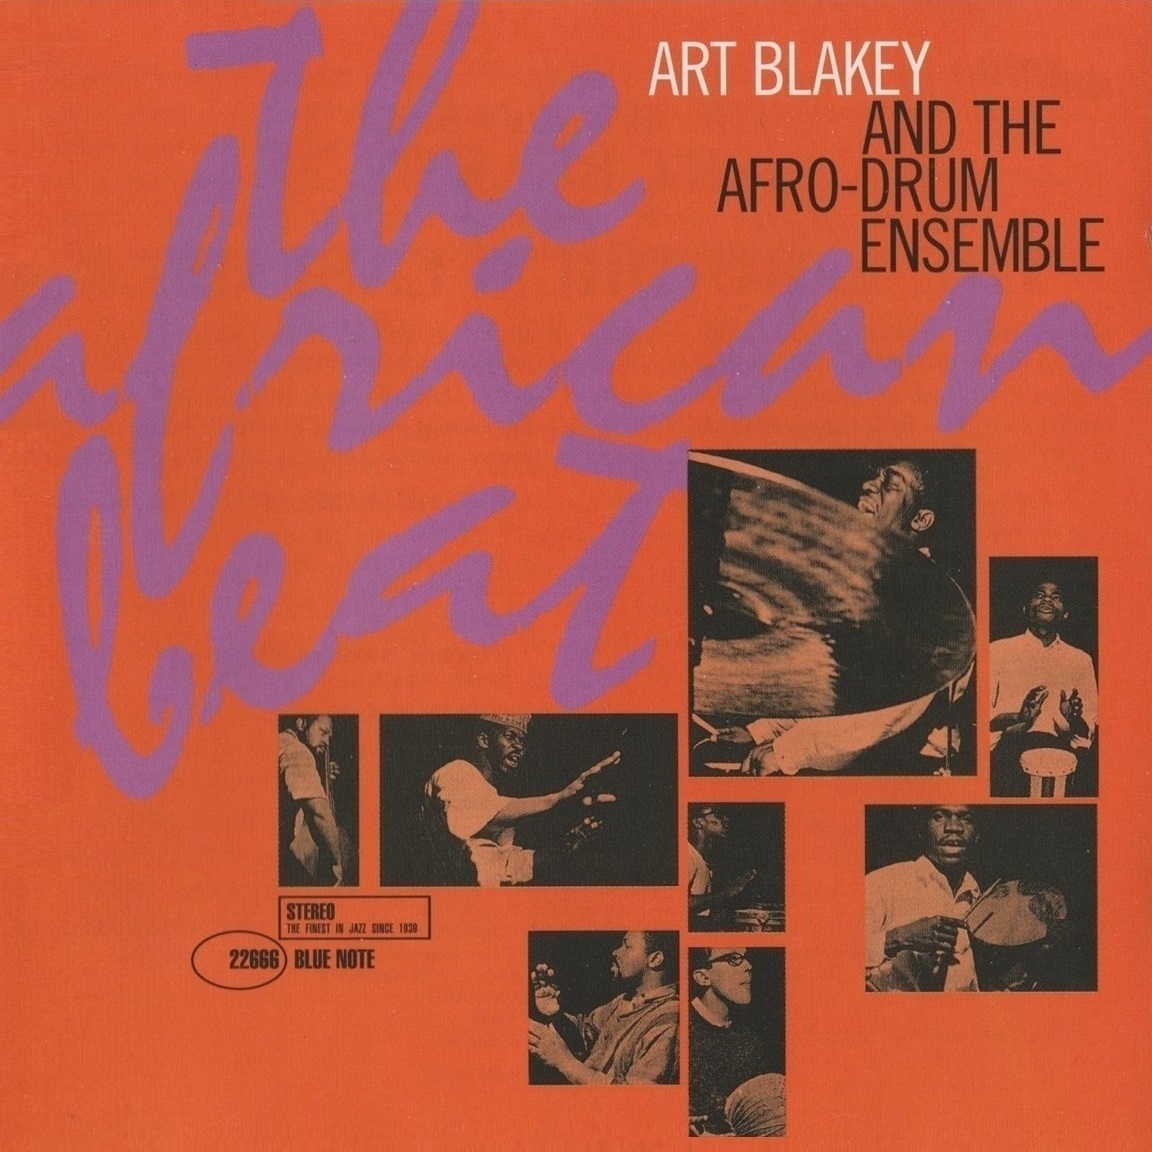 the
african
beat
ART BLAKEY
AND THE
AFRO-DRUM
ENSEMBLE
STEREO
THE FINEST IN JAZZ SINCE 1939
22666 BLUE NOTE